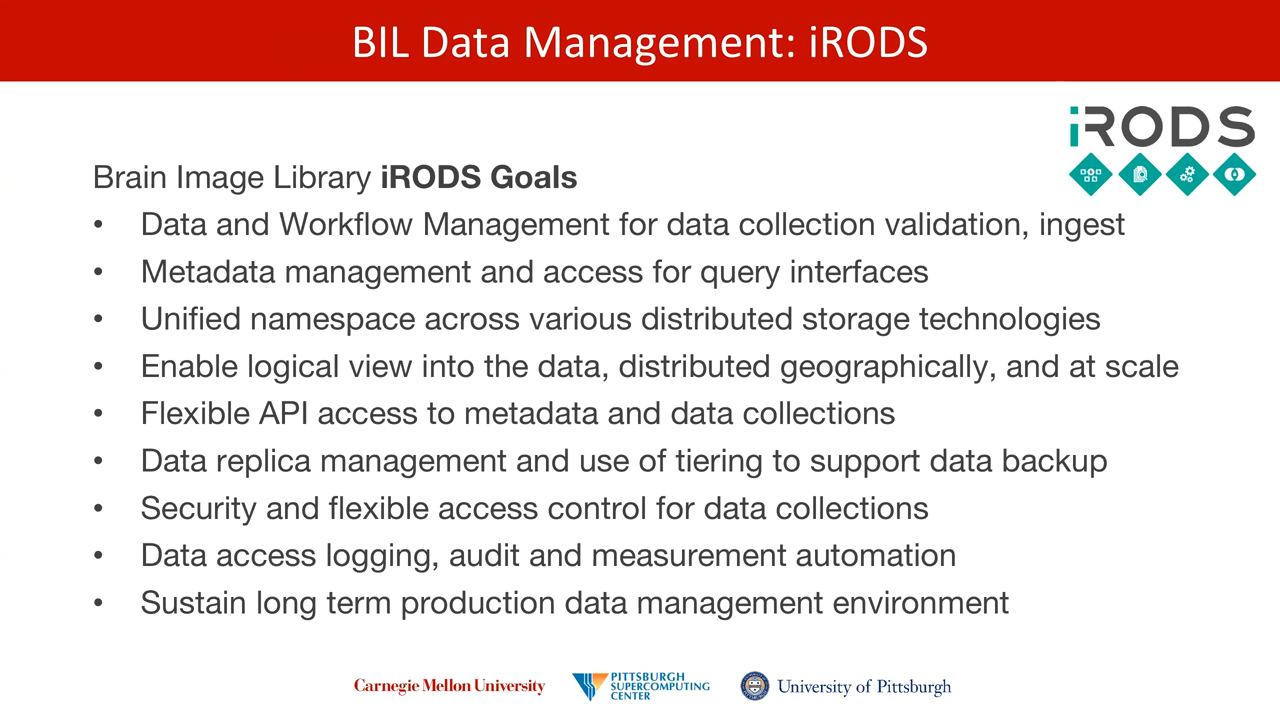 BIL Data Management: iRODS
iRODS
Brain Image Library iRODS Goals
• Data and Workflow Management for data collection validation, ingest
• Metadata management and access for query interfaces
• Unified namespace across various distributed storage technologies
• Enable logical view into the data, distributed geographically, and at scale
• Flexible API access to metadata and data collections
• Data replica management and use of tiering to support data backup
• Security and flexible access control for data collections
• Data access logging, audit and measurement automation
• Sustain long term production data management environment
Carnegie Mellon University
PITTSBURGH
SUPERCOMPUTING
CENTER
University of Pittsburgh